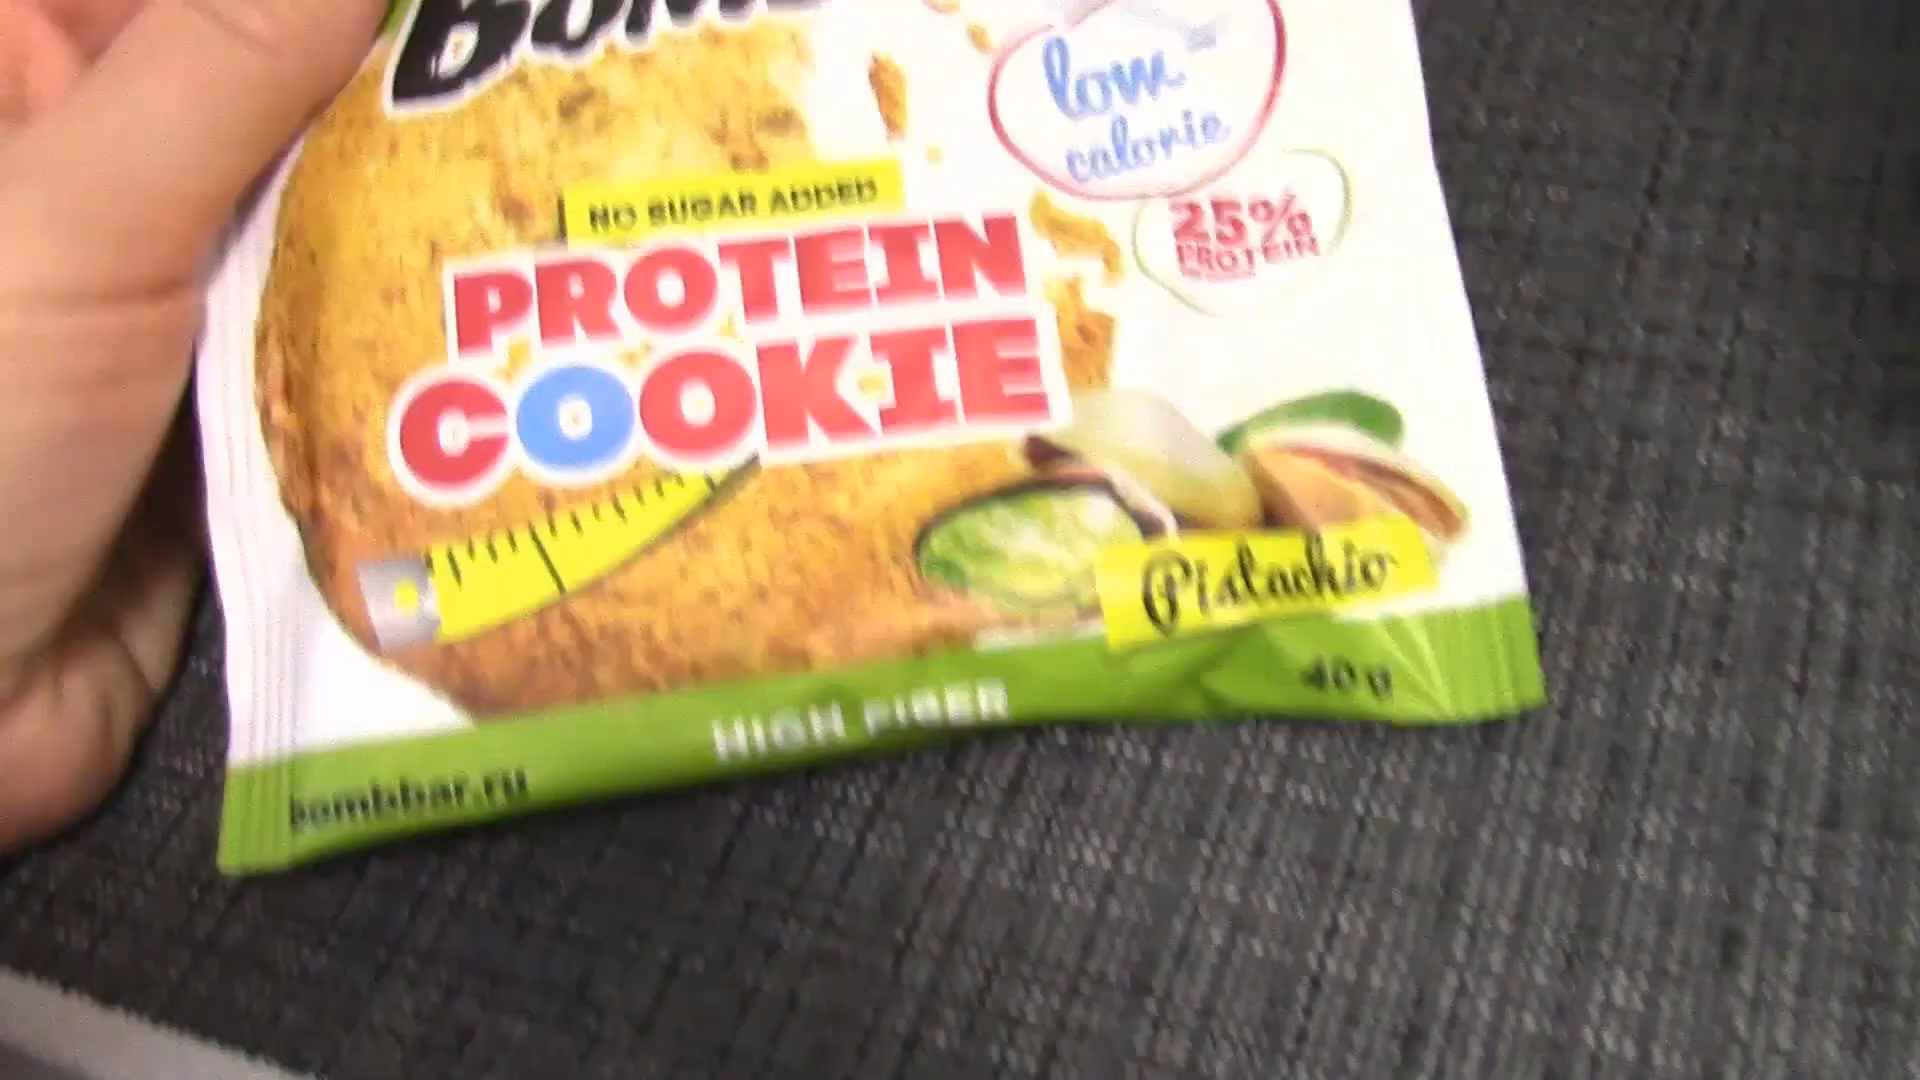 low
calorie
NO SUGAR ADDED
25%
PROTEIN
PROTEIN
COOKIE
Pistachio
40 g
HIGH FIBER
bombbar.ru